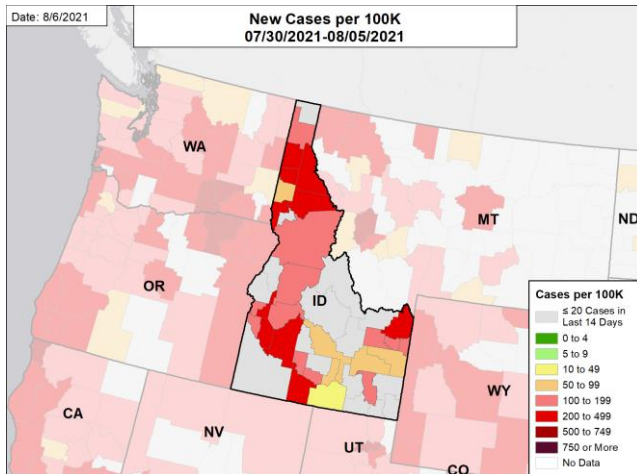 Date: 8/6/2021
New Cases per 100K
07/30/2021-08/05/2021
WA
MT
ND
OR
ID
WY
CA
NV
UT
CO
Cases per 100K
≤ 20 Cases in
Last 14 Days
0 to 4
5 to 9
10 to 49
50 to 99
100 to 199
200 to 499
500 to 749
750 or More
No Data